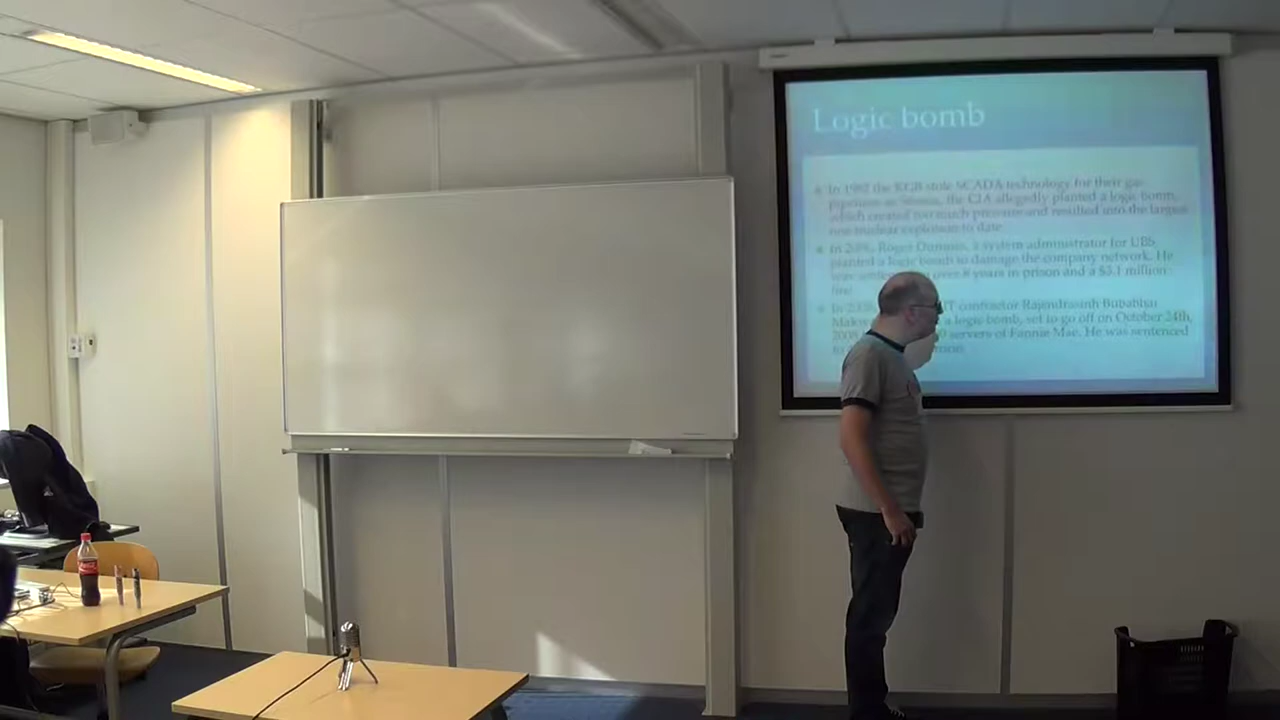 Logic bomb
In 1982 the KGB stole SCADA technology for their gas
pipelines in Siberia, the CIA allegedly planted a logic bomb,
which created too much pressure and resulted into the largest
non nuclear explosion to date
In 2006, Roger Duronio, a system administrator for UBS
planted a logic bomb to damage the company network. He
was over 8 years in prison and a $3.1 million
fine
In IT contractor Rajendrasinh Babubhai
a logic bomb, set to go off on October 24th,
servers of Fannie Mae. He was sentenced
to